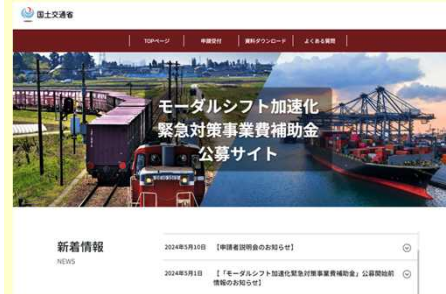 国土交通省
TOPページ
申請受付
資料ダウンロード
よくある質問
モーダルシフト加速化
緊急対策事業費補助金
公募サイト
新着情報
NEWS
2024年5月10日 【申請者説明会のお知らせ】
2024年5月1日 【「モーダルシフト加速化緊急対策事業費補助金」公募開始前
情報のお知らせ】